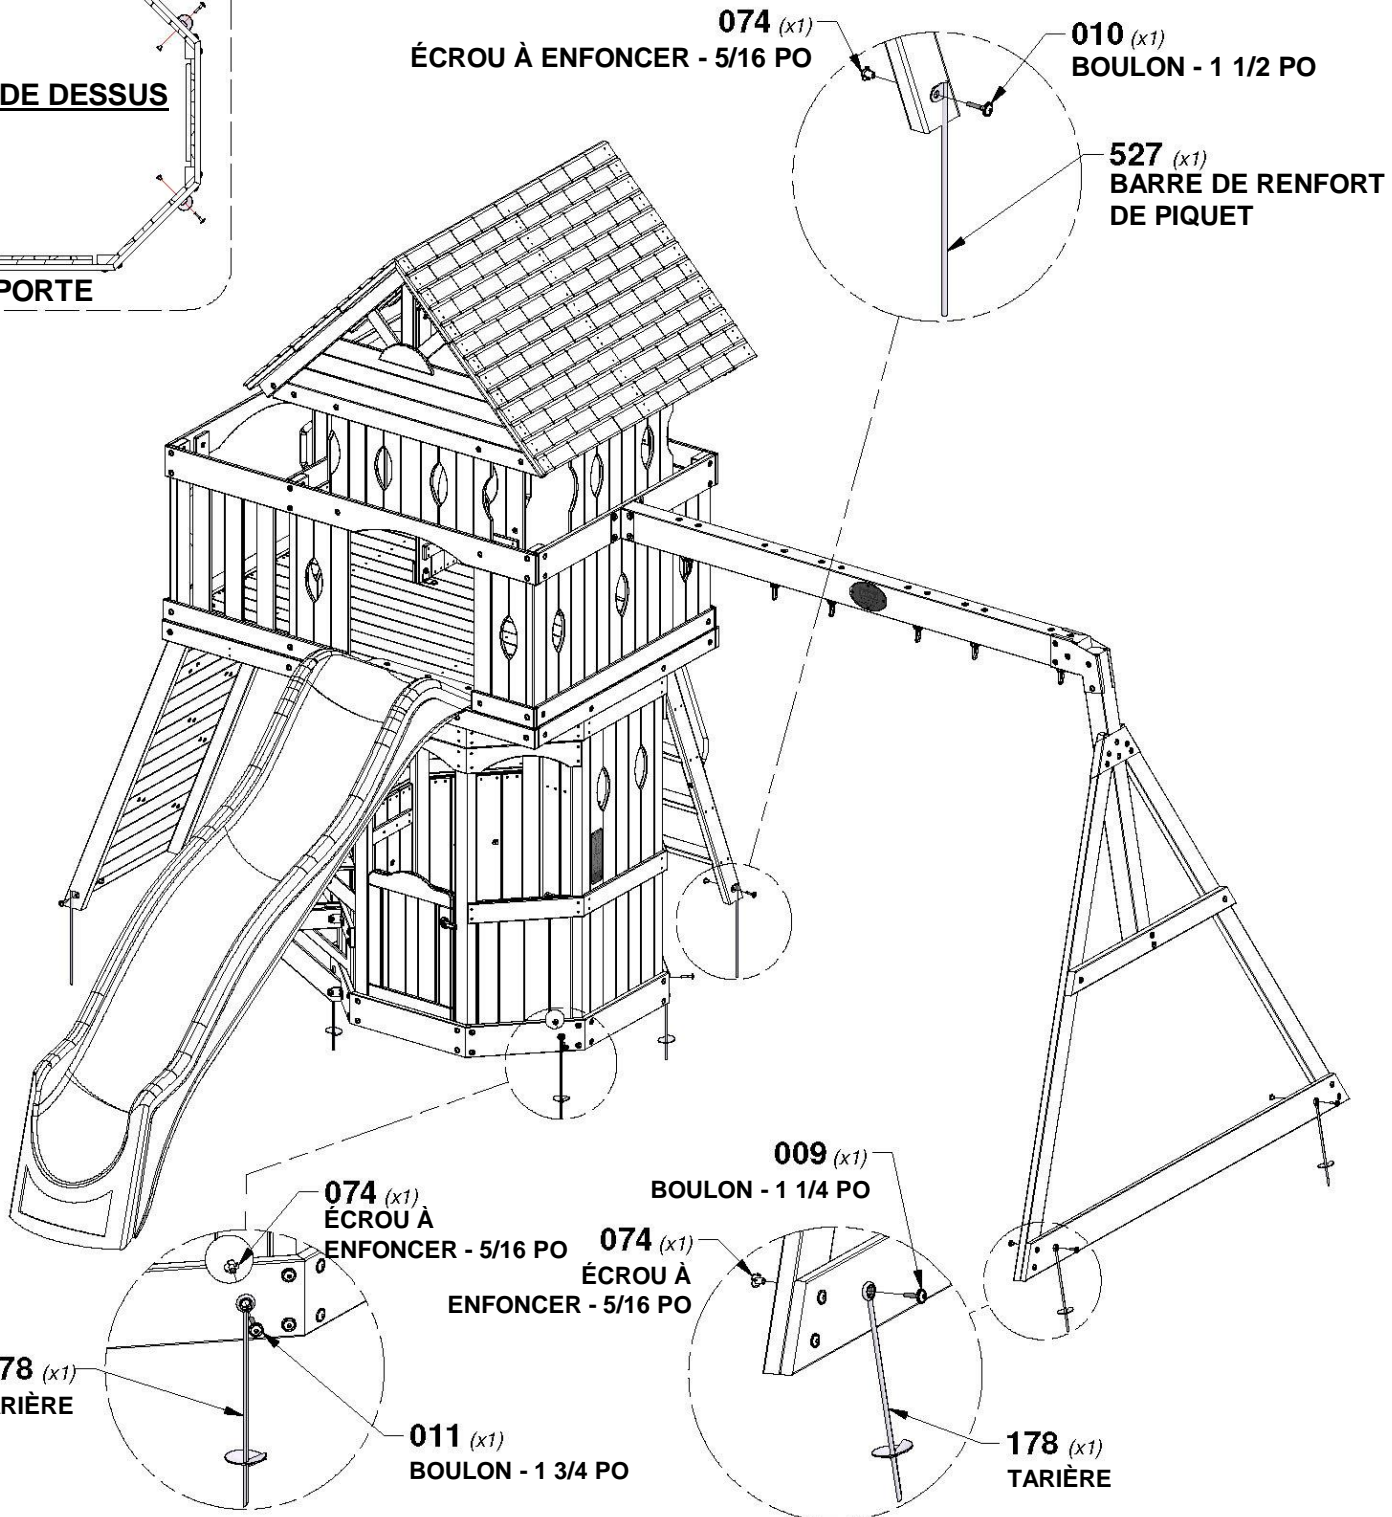 074 (x1)
ÉCROU À ENFONCER - 5/16 PO
010 (x1)
BOULON - 1 1/2 PO
DE DESSUS
527 (x1)
BARRE DE RENFORT
DE PIQUET
PORTE
009 (x1)
BOULON - 1 1/4 PO
074 (x1)
ÉCROU À
ENFONCER - 5/16 PO
074 (x1)
ÉCROU À
ENFONCER - 5/16 PO
78 (x1)
RIÈRE
011 (x1)
BOULON - 1 3/4 PO
178 (x1)
TARIÈRE